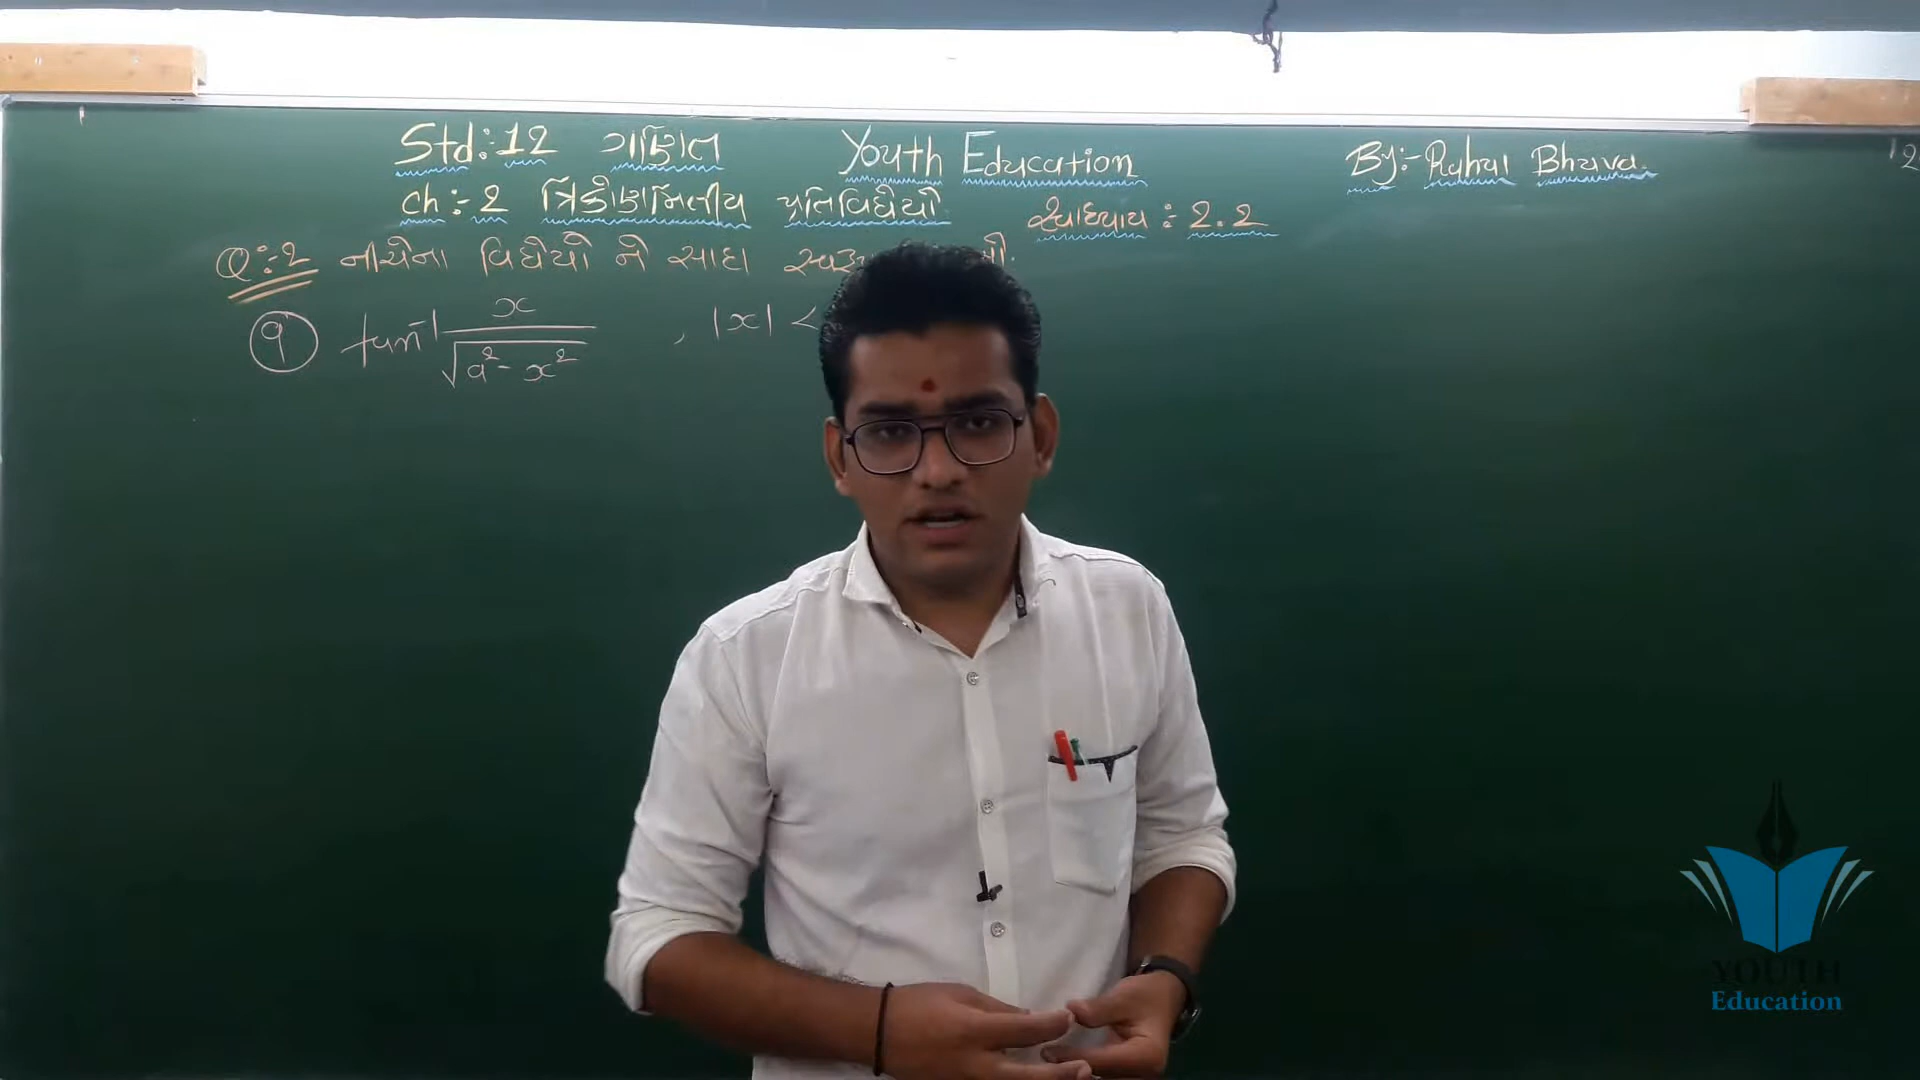 Std:-12 ગણિત Youth Education By:- Rahul Bhuva.
ch:-2 ત્રિકોણમિતીય પ્રતિવિધેયો સ્વાધ્યાય : 2.2
Q:-2 નીચેના વિધેયો ને સાદા
9 tan⁻¹ x / √(a² - x²) , |x| <
YOUTH
Education